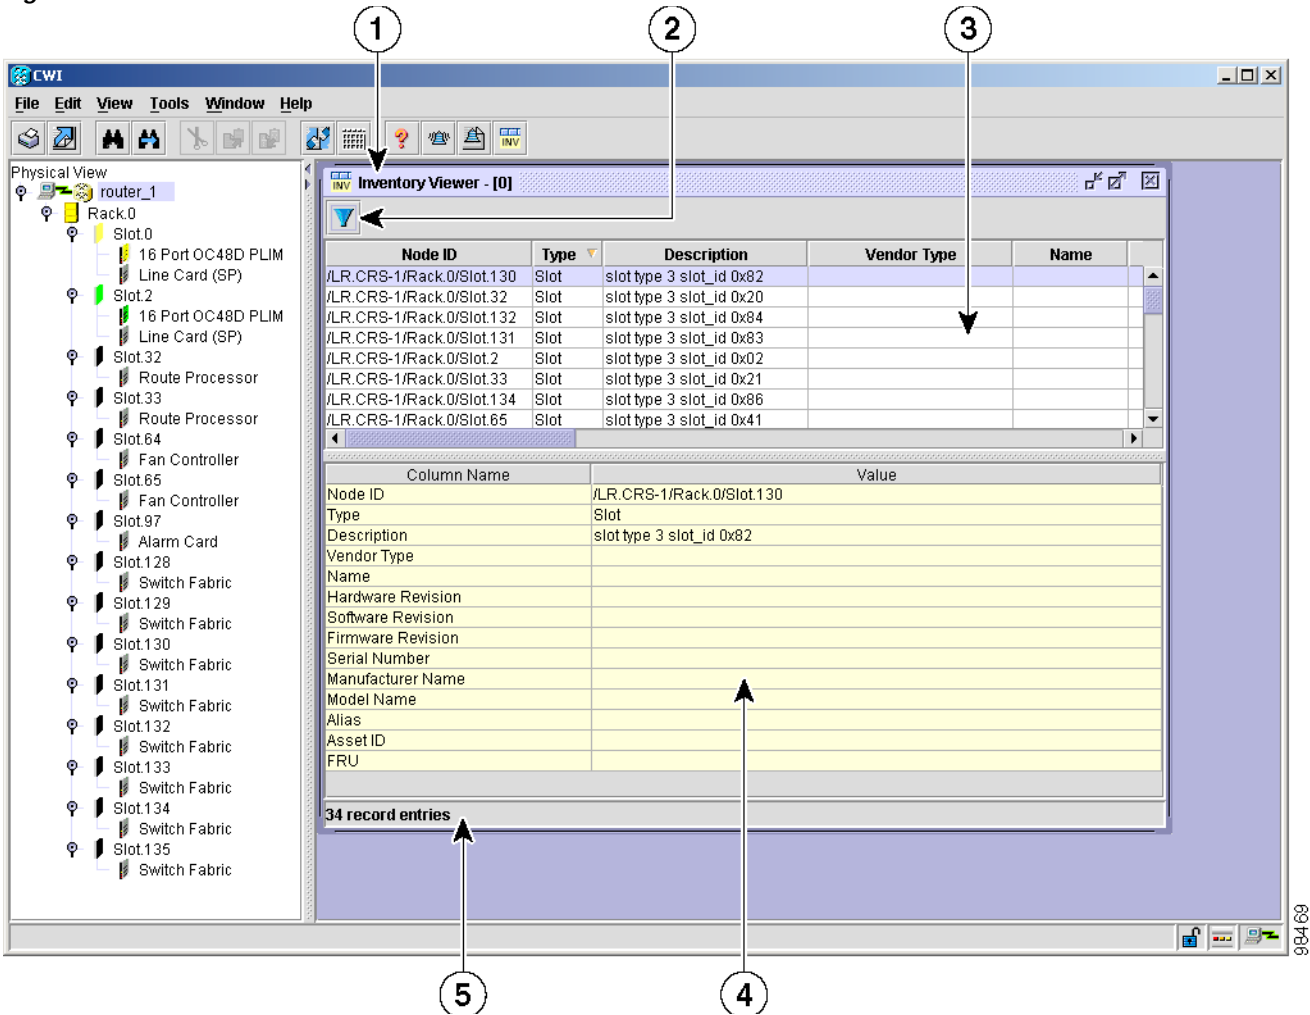 1 2 3
CWI
File Edit View Tools Window Help
INV
Physical View
router_1
Rack.0
Slot.0
16 Port OC48D PLIM
Line Card (SP)
Slot.2
16 Port OC48D PLIM
Line Card (SP)
Slot.32
Route Processor
Slot.33
Route Processor
Slot.64
Fan Controller
Slot.65
Fan Controller
Slot.97
Alarm Card
Slot.128
Switch Fabric
Slot.129
Switch Fabric
Slot.130
Switch Fabric
Slot.131
Switch Fabric
Slot.132
Switch Fabric
Slot.133
Switch Fabric
Slot.134
Switch Fabric
Slot.135
Switch Fabric
INV Inventory Viewer - [0]
Node ID Type Description Vendor Type Name
/LR.CRS-1/Rack.0/Slot.130 Slot slot type 3 slot_id 0x82
/LR.CRS-1/Rack.0/Slot.32 Slot slot type 3 slot_id 0x20
/LR.CRS-1/Rack.0/Slot.132 Slot slot type 3 slot_id 0x84
/LR.CRS-1/Rack.0/Slot.131 Slot slot type 3 slot_id 0x83
/LR.CRS-1/Rack.0/Slot.2 Slot slot type 3 slot_id 0x02
/LR.CRS-1/Rack.0/Slot.33 Slot slot type 3 slot_id 0x21
/LR.CRS-1/Rack.0/Slot.134 Slot slot type 3 slot_id 0x86
/LR.CRS-1/Rack.0/Slot.65 Slot slot type 3 slot_id 0x41
Column Name Value
Node ID /LR.CRS-1/Rack.0/Slot.130
Type Slot
Description slot type 3 slot_id 0x82
Vendor Type
Name
Hardware Revision
Software Revision
Firmware Revision
Serial Number
Manufacturer Name
Model Name
Alias
Asset ID
FRU
34 record entries
98469
5 4